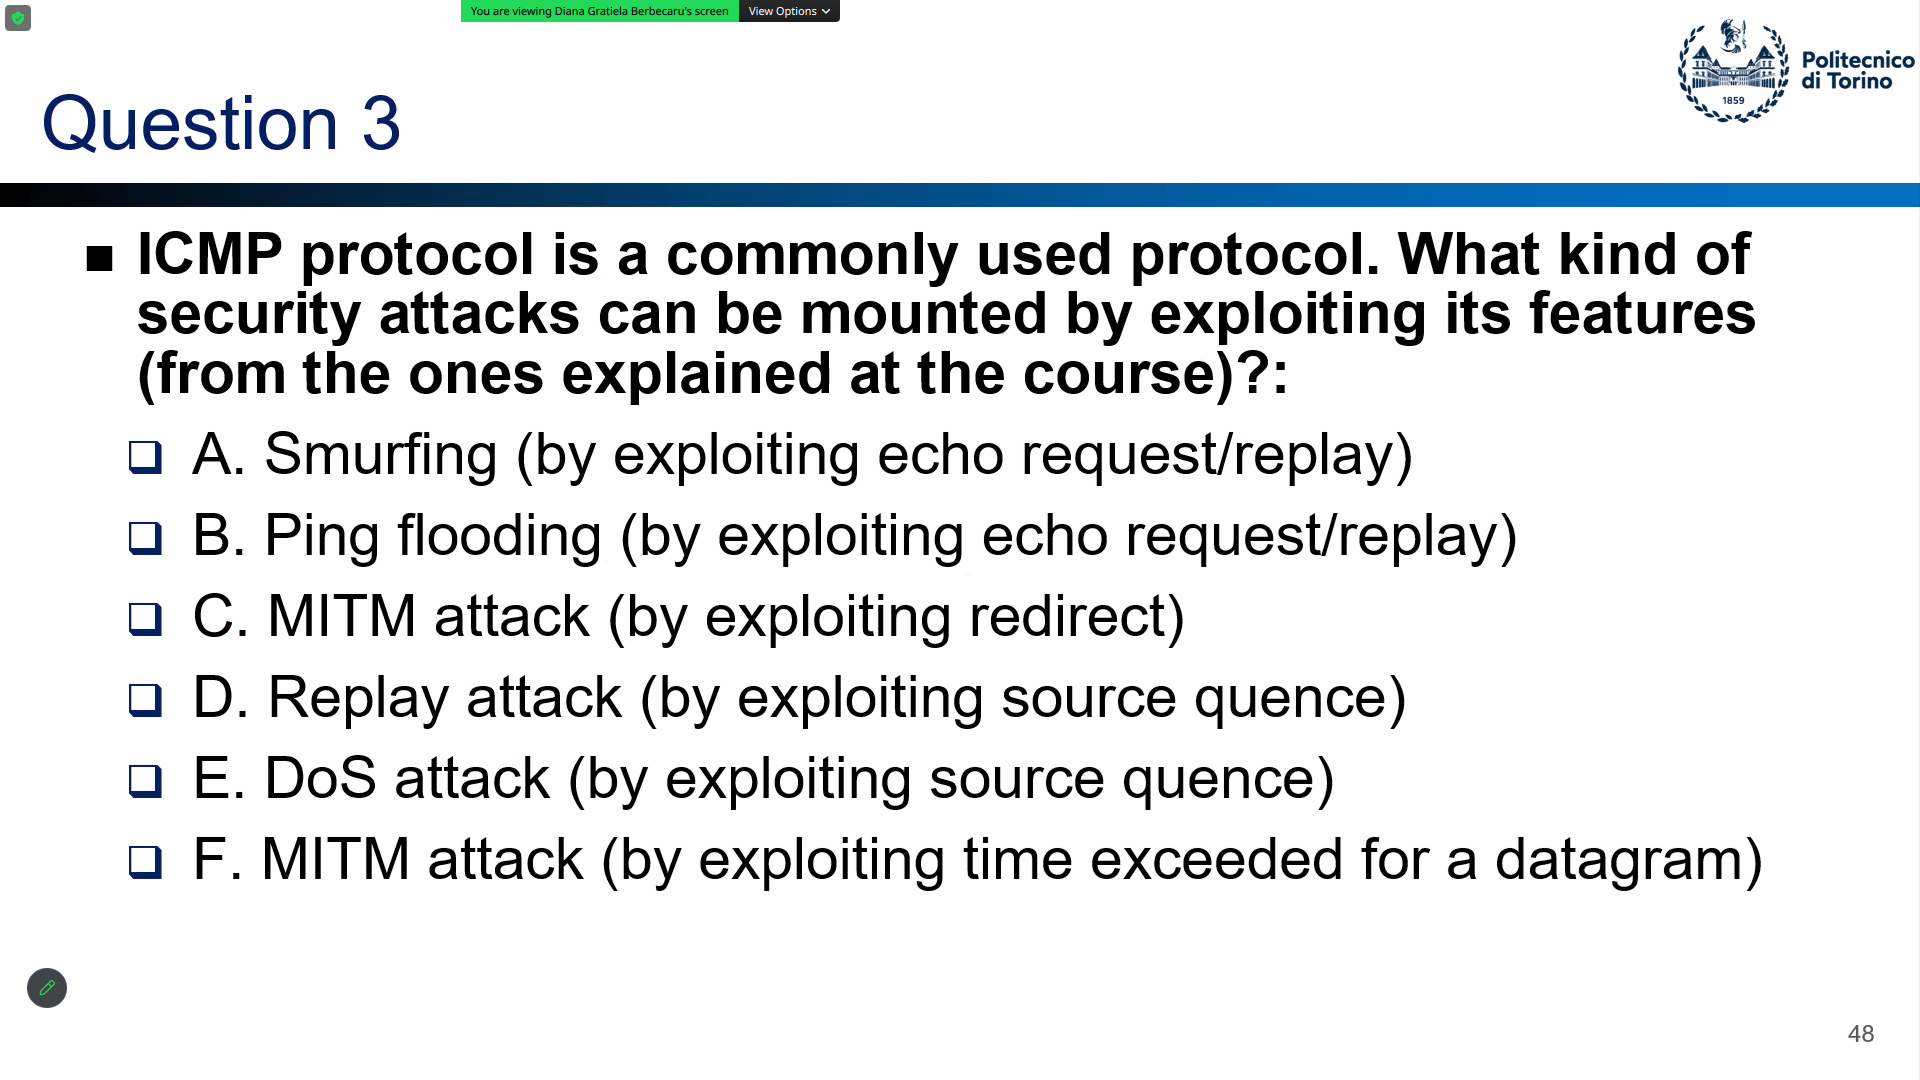 You are viewing Diana Gratiela Berbecaru's screen View Options
Politecnico
di Torino
1859
Question 3
ICMP protocol is a commonly used protocol. What kind of
security attacks can be mounted by exploiting its features
(from the ones explained at the course)?:
A. Smurfing (by exploiting echo request/replay)
B. Ping flooding (by exploiting echo request/replay)
C. MITM attack (by exploiting redirect)
D. Replay attack (by exploiting source quence)
E. DoS attack (by exploiting source quence)
F. MITM attack (by exploiting time exceeded for a datagram)
48